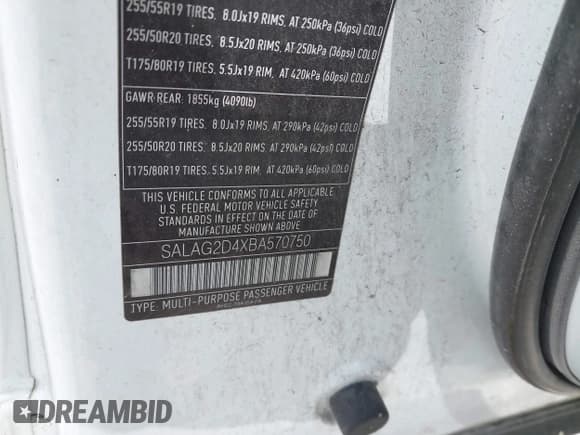 255/55R19 TIRES. 8.0Jx19 RIMS, AT 250kPa (36psi) COLD
255/50R20 TIRES. 8.5Jx20 RIMS, AT 250kPa (36psi) COLD
T175/80R19 TIRES. 5.5Jx19 RIM, AT 420kPa (60psi) COLD
GAWR-REAR: 1855kg (4090lb)
255/55R19 TIRES. 8.0Jx19 RIMS, AT 290kPa (42psi) COLD
255/50R20 TIRES. 8.5Jx20 RIMS, AT 290kPa (42psi) COLD
T175/80R19 TIRES. 5.5Jx19 RIM, AT 420kPa (60psi) COLD
THIS VEHICLE CONFORMS TO ALL APPLICABLE
U.S. FEDERAL MOTOR VEHICLE SAFETY
STANDARDS IN EFFECT ON THE DATE OF
MANUFACTURE SHOWN ABOVE
SALAG2D4XBA570750
TYPE: MULTI-PURPOSE PASSENGER VEHICLE
DREAMBID